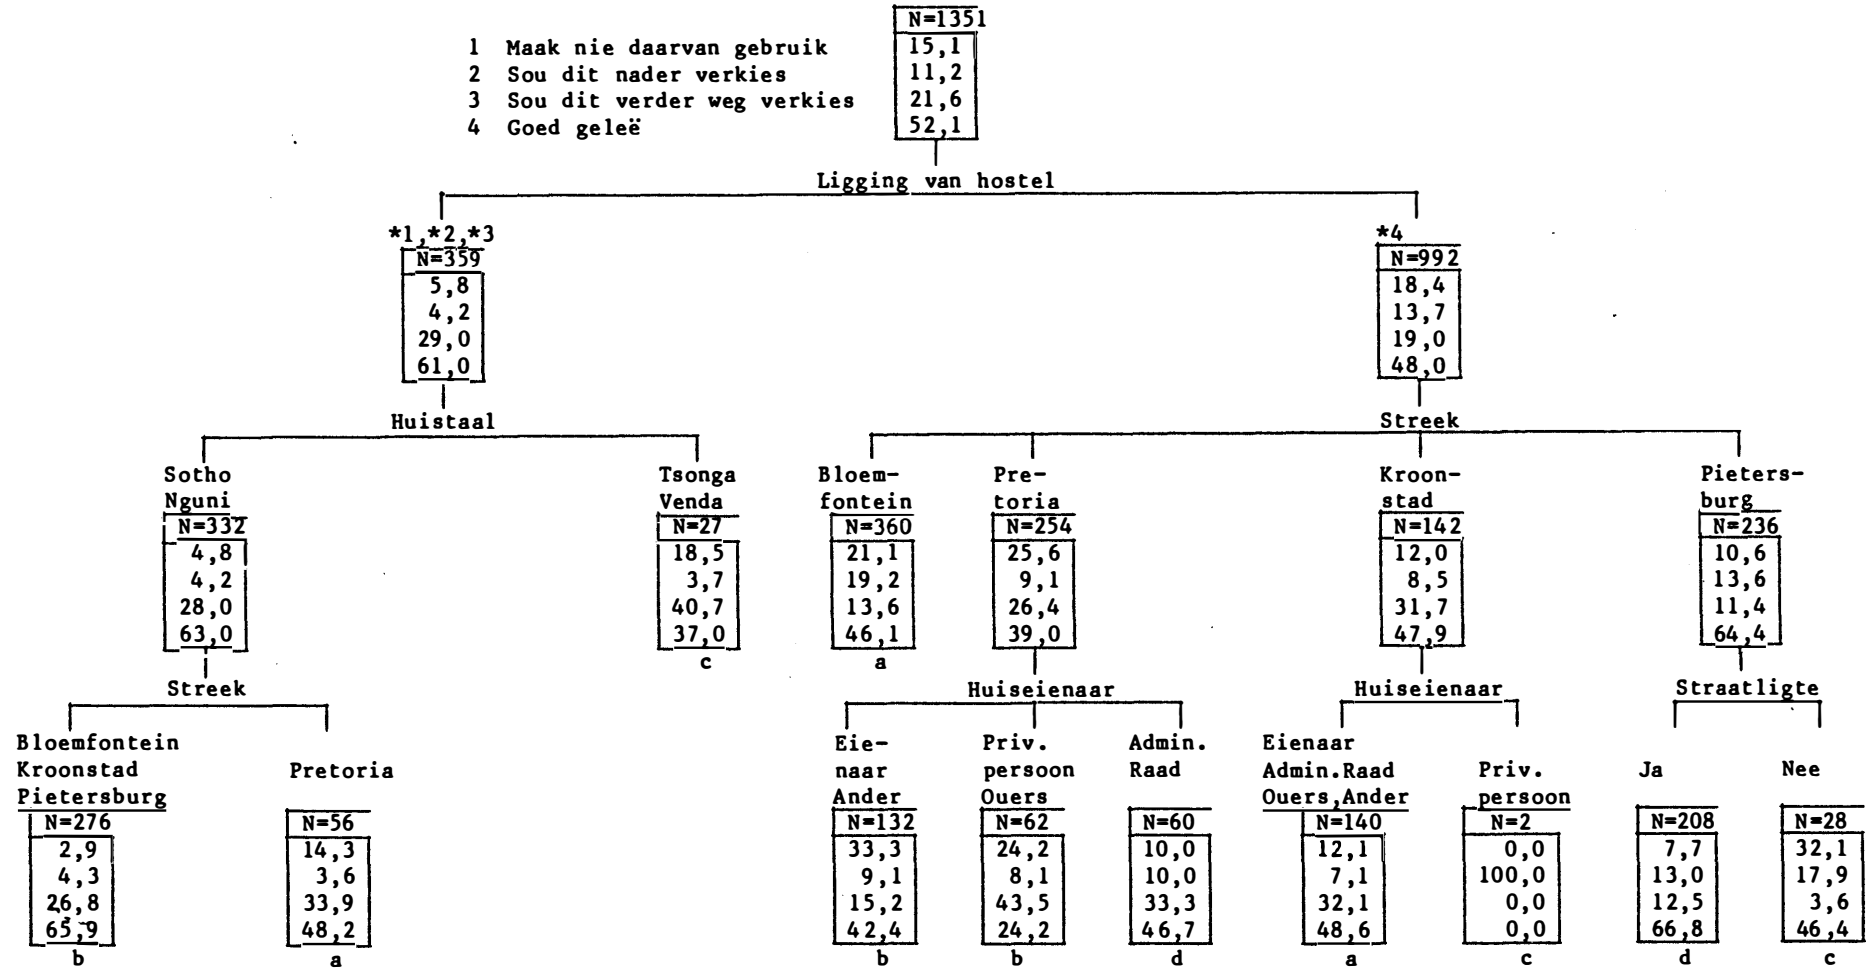 N=1351
1 Maak nie daarvan gebruik 15,1
2 Sou dit nader verkies 11,2
3 Sou dit verder weg verkies 21,6
4 Goed geleë 52,1
Ligging van hostel
*1,*2,*3 *4
N=359 N=992
5,8 18,4
4,2 13,7
29,0 19,0
61,0 48,0
Huistaal Streek
Sotho Tsonga Bloem- Pre- Kroon- Pieters-
Nguni Venda fontein toria stad burg
N=332 N=27 N=360 N=254 N=142 N=236
4,8 18,5 21,1 25,6 12,0 10,6
4,2 3,7 19,2 9,1 8,5 13,6
28,0 40,7 13,6 26,4 31,7 11,4
63,0 37,0 46,1 39,0 47,9 64,4
c a
Streek Huiseienaar Huiseienaar Straatligte
Bloemfontein Eie- Priv. Admin. Eienaar
Kroonstad Pretoria naar persoon Raad Admin.Raad Priv. Ja Nee
Pietersburg Ander Ouers Ouers,Ander persoon
N=276 N=56 N=132 N=62 N=60 N=140 N=2 N=208 N=28
2,9 14,3 33,3 24,2 10,0 12,1 0,0 7,7 32,1
4,3 3,6 9,1 8,1 10,0 7,1 100,0 13,0 17,9
26,8 33,9 15,2 43,5 33,3 32,1 0,0 12,5 3,6
65,9 48,2 42,4 24,2 46,7 48,6 0,0 66,8 46,4
b a b b d a c d c